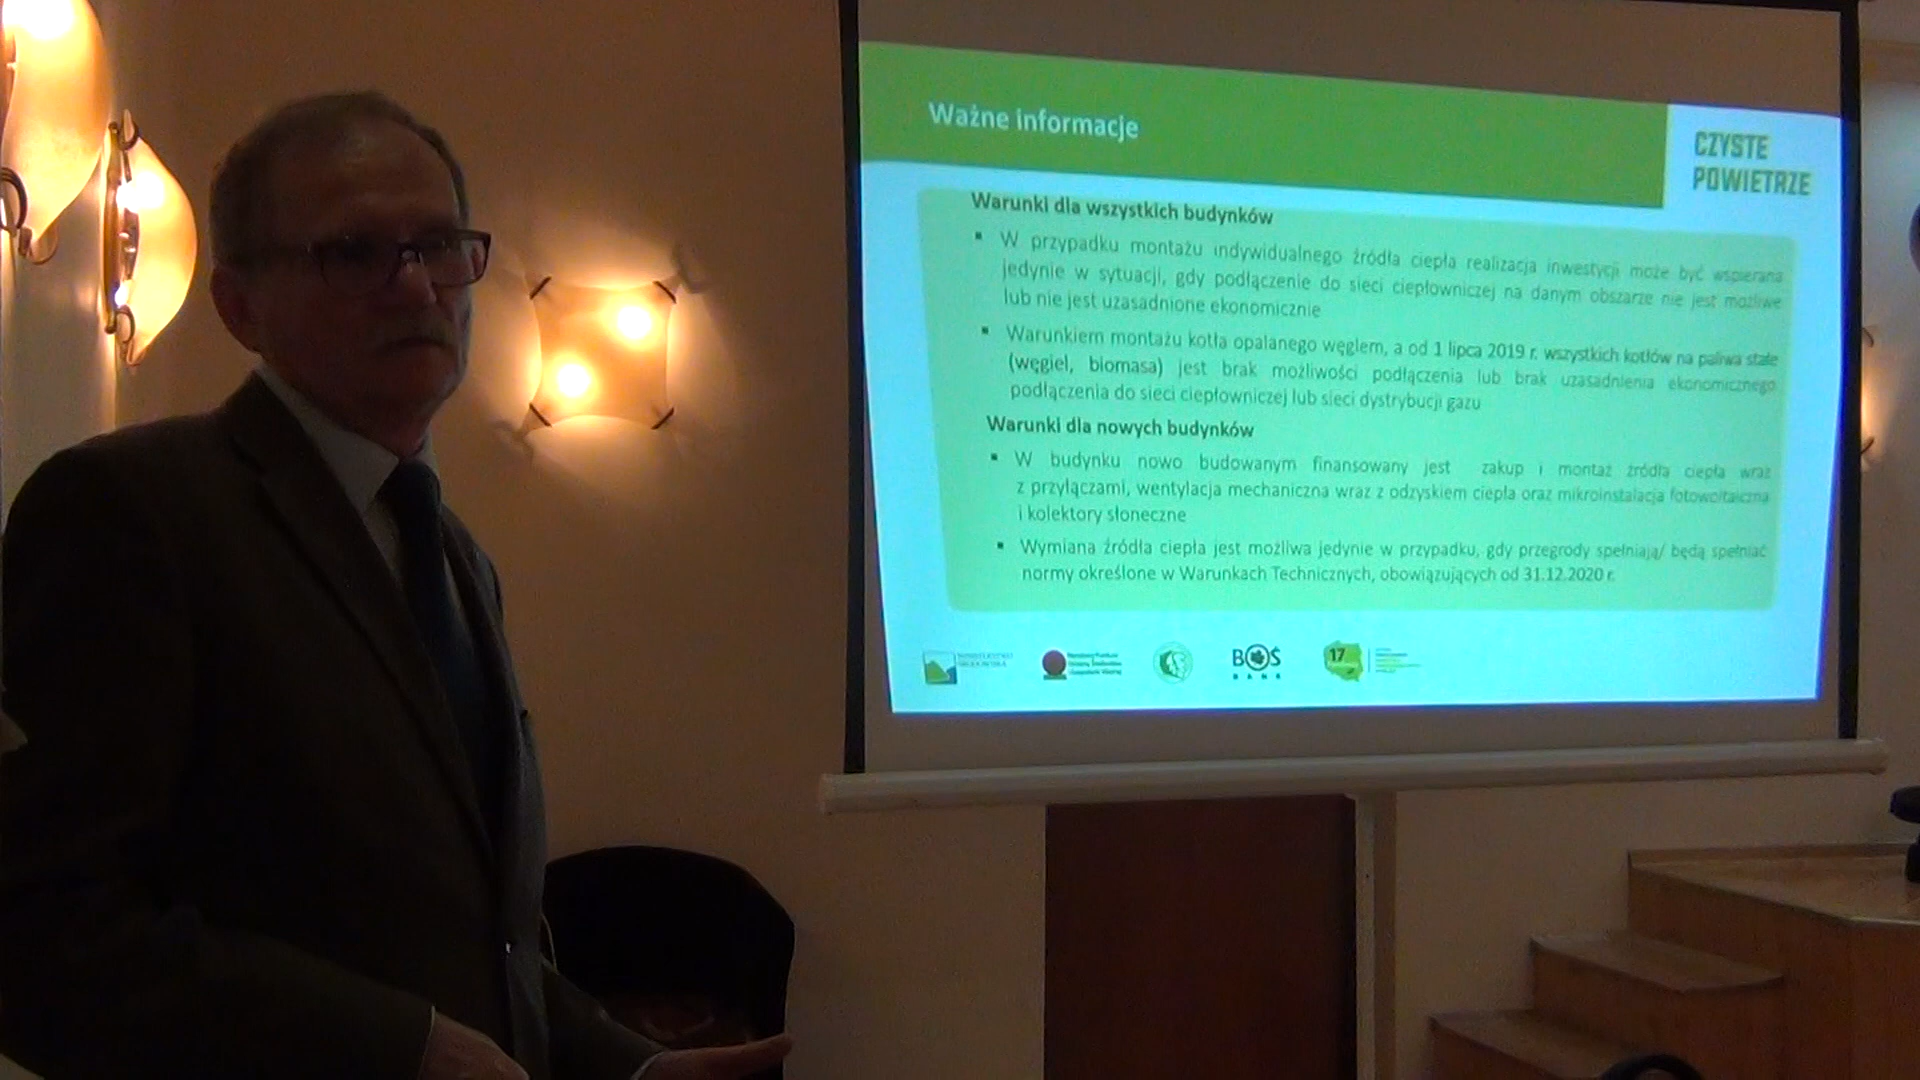 Ważne informacje
CZYSTE
POWIETRZE
Warunki dla wszystkich budynków
▪ W przypadku montażu indywidualnego źródła ciepła realizacja inwestycji może być wspierana
jedynie w sytuacji, gdy podłączenie do sieci ciepłowniczej na danym obszarze nie jest możliwe
lub nie jest uzasadnione ekonomicznie
▪ Warunkiem montażu kotła opalanego węglem, a od 1 lipca 2019 r. wszystkich kotłów na paliwa stałe
(węgiel, biomasa) jest brak możliwości podłączenia lub brak uzasadnienia ekonomicznego
podłączenia do sieci ciepłowniczej lub sieci dystrybucji gazu
Warunki dla nowych budynków
▪ W budynku nowo budowanym finansowany jest zakup i montaż źródła ciepła wraz
z przyłączami, wentylacja mechaniczna wraz z odzyskiem ciepła oraz mikroinstalacja fotowoltaiczna
i kolektory słoneczne
▪ Wymiana źródła ciepła jest możliwa jedynie w przypadku, gdy przegrody spełniają/ będą spełniać
normy określone w Warunkach Technicznych, obowiązujących od 31.12.2020 r.
BOŚ
BANK
17